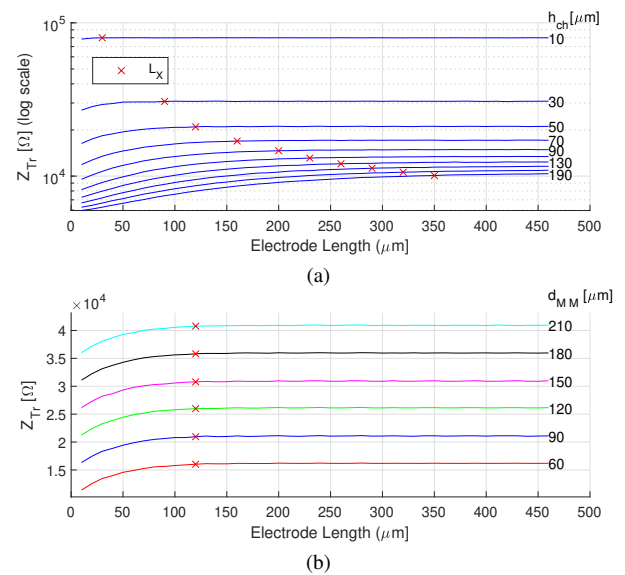 h_ch [μm]
10^5
10
L_X
30
50
70
90
130
190
10^4
Z_Tr [Ω] (log scale)
0 50 100 150 200 250 300 350 400 450 500
Electrode Length (μm)
(a)
× 10^4
d_MM [μm]
4
3.5
3
2.5
2
1.5
210
180
150
120
90
60
Z_Tr [Ω]
0 50 100 150 200 250 300 350 400 450 500
Electrode Length (μm)
(b)